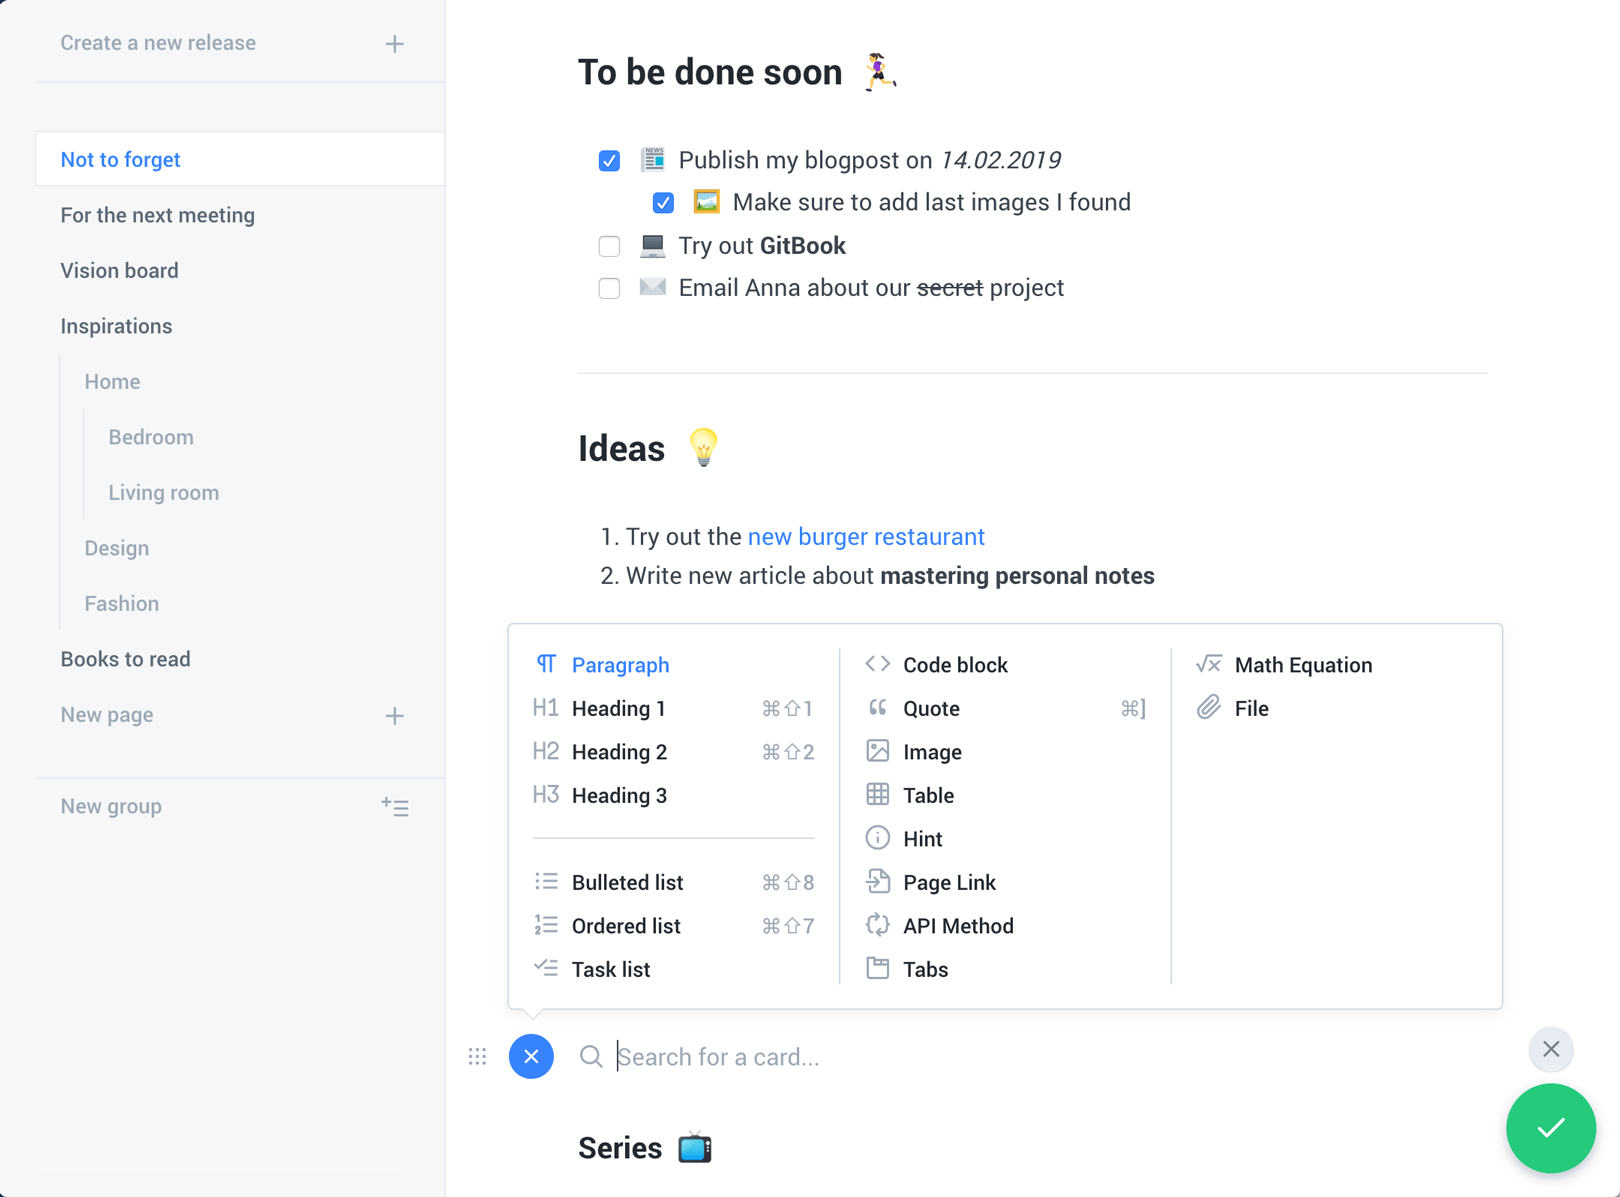 Create a new release
Not to forget
For the next meeting
Vision board
Inspirations
Home
Bedroom
Living room
Design
Fashion
Books to read
New page
New group
To be done soon
NEWS
Publish my blogpost on 14.02.2019
Make sure to add last images I found
Try out GitBook
Email Anna about our secret project
Ideas
1. Try out the new burger restaurant
2. Write new article about mastering personal notes
Paragraph
H1 Heading 1 ⌘⇧1
H2 Heading 2 ⌘⇧2
H3 Heading 3
Bulleted list ⌘⇧8
Ordered list ⌘⇧7
Task list
Code block
Quote ⌘]
Image
Table
Hint
Page Link
API Method
Tabs
√x Math Equation
File
Search for a card...
Series